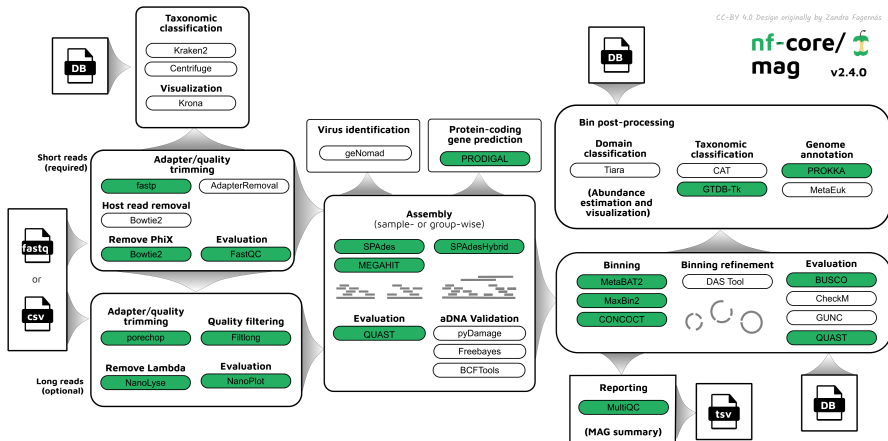 CC-BY 4.0 Design originally by Zandra Fagernäs
nf-core/
mag
v2.4.0
DB
Taxonomic
classification
Kraken2
Centrifuge
Visualization
Krona
Short reads
(required)
Adapter/quality
trimming
fastp
AdapterRemoval
Host read removal
Bowtie2
Remove PhiX
Bowtie2
Evaluation
FastQC
fastq
or
csv
Adapter/quality
trimming
porechop
Quality filtering
Filtlong
Remove Lambda
NanoLyse
Evaluation
NanoPlot
Long reads
(optional)
Virus identification
geNomad
Protein-coding
gene prediction
PRODIGAL
Assembly
(sample- or group-wise)
SPAdes
SPAdesHybrid
MEGAHIT
Evaluation
QUAST
aDNA Validation
pyDamage
Freebayes
BCFTools
DB
Bin post-processing
Domain
classification
Tiara
(Abundance
estimation and
visualization)
Taxonomic
classification
CAT
GTDB-Tk
Genome
annotation
PROKKA
MetaEuk
Binning
MetaBAT2
MaxBin2
CONCOCT
Binning refinement
DAS Tool
Evaluation
BUSCO
CheckM
GUNC
QUAST
Reporting
MultiQC
(MAG summary)
tsv
DB